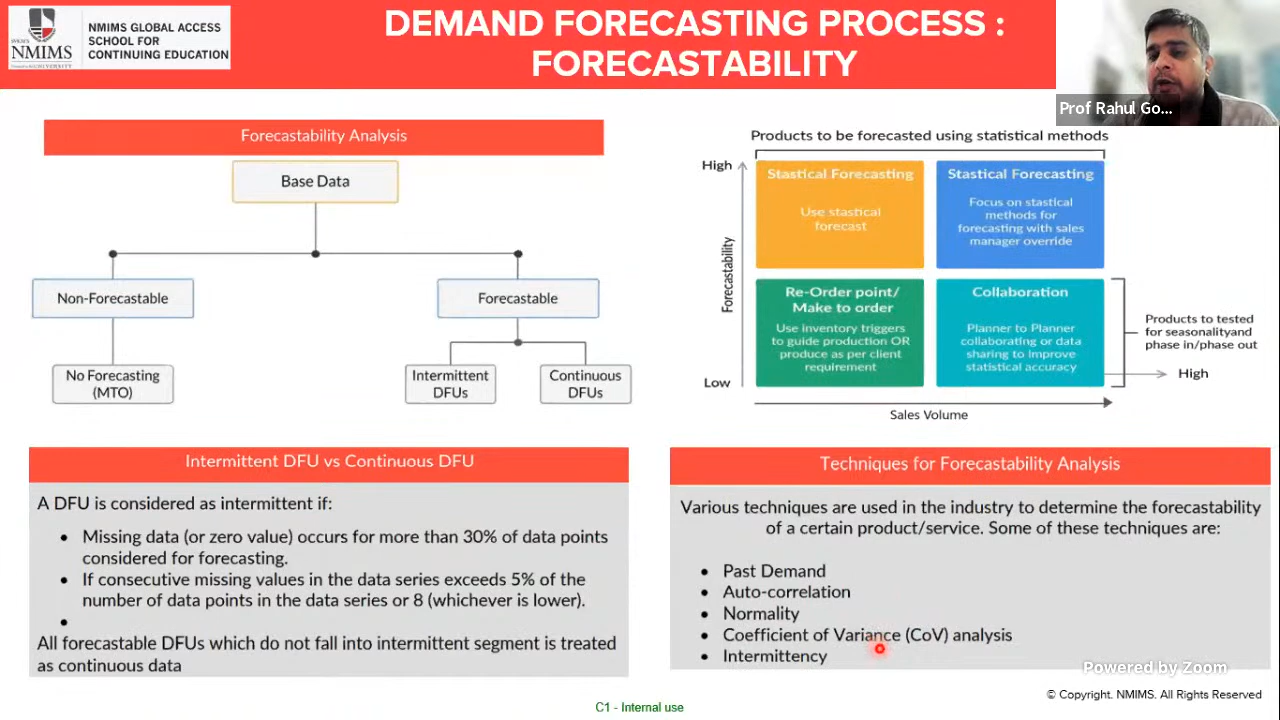 NMIMS
NMIMS GLOBAL ACCESS
SCHOOL FOR
CONTINUING EDUCATION
DEMAND FORECASTING PROCESS :
FORECASTABILITY
Prof Rahul Go...
Forecastability Analysis
Base Data
Non-Forecastable
Forecastable
No Forecasting
(MTO)
Intermittent
DFUs
Continuous
DFUs
Products to be forecasted using statistical methods
High
Forecastability
Low
Stastical Forecasting
Use stastical
forecast
Stastical Forecasting
Focus on stastical
methods for
forecasting with sales
manager override
Re-Order point/
Make to order
Use inventory triggers
to guide production OR
produce as per client
requirement
Collaboration
Planner to Planner
collaborating or data
sharing to improve
statistical accuracy
Products to tested
for seasonalityand
phase in/phase out
High
Sales Volume
Intermittent DFU vs Continuous DFU
A DFU is considered as intermittent if:
• Missing data (or zero value) occurs for more than 30% of data points
considered for forecasting.
• If consecutive missing values in the data series exceeds 5% of the
number of data points in the data series or 8 (whichever is lower).
•
All forecastable DFUs which do not fall into intermittent segment is treated
as continuous data
Techniques for Forecastability Analysis
Various techniques are used in the industry to determine the forecastability
of a certain product/service. Some of these techniques are:
• Past Demand
• Auto-correlation
• Normality
• Coefficient of Variance (CoV) analysis
• Intermittency
Powered by Zoom
© Copyright. NMIMS. All Rights Reserved
C1 - Internal use